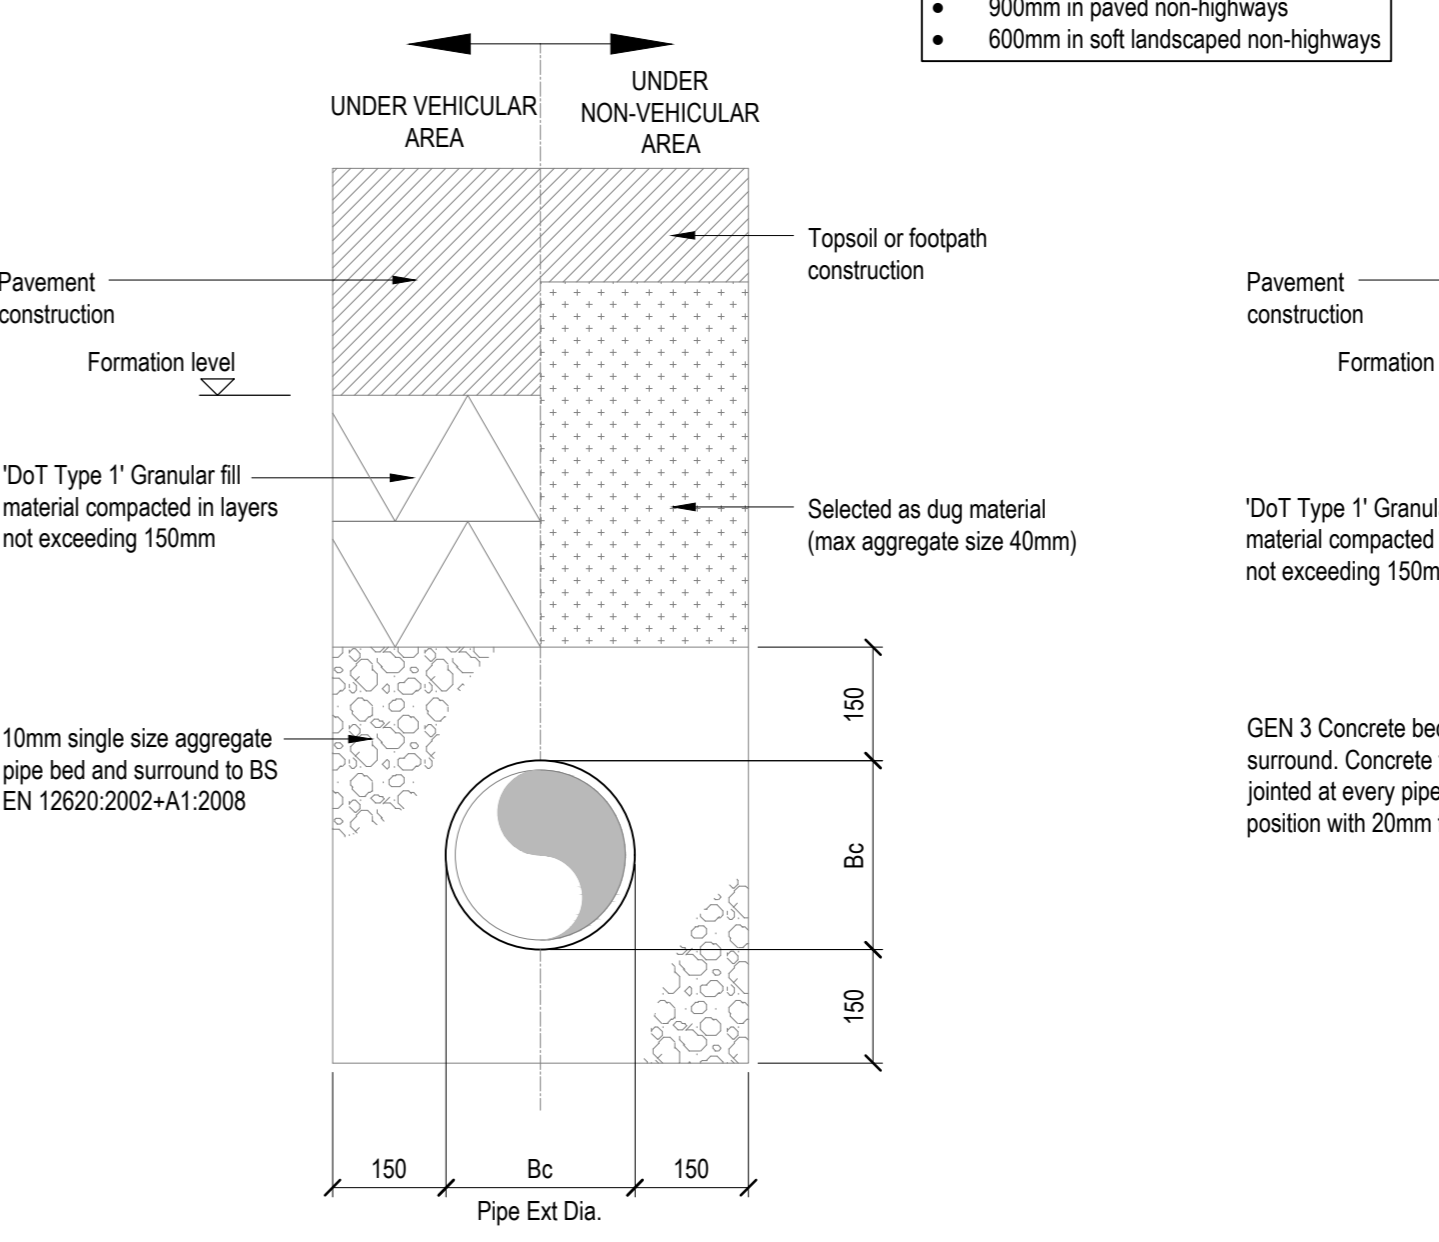 ● 900mm in paved non-highways
● 600mm in soft landscaped non-highways
UNDER VEHICULAR
AREA
UNDER
NON-VEHICULAR
AREA
Topsoil or footpath
construction
Pavement
construction
Formation level
'DoT Type 1' Granular fill
material compacted in layers
not exceeding 150mm
Selected as dug material
(max aggregate size 40mm)
10mm single size aggregate
pipe bed and surround to BS
EN 12620:2002+A1:2008
150
Bc
150
150
Bc
150
Pipe Ext Dia.
Pavement
construction
Formation
'DoT Type 1'
material compacted
not exceeding
GEN 3 Concrete
surround. Concrete
jointed at every pipe
position with 20mm